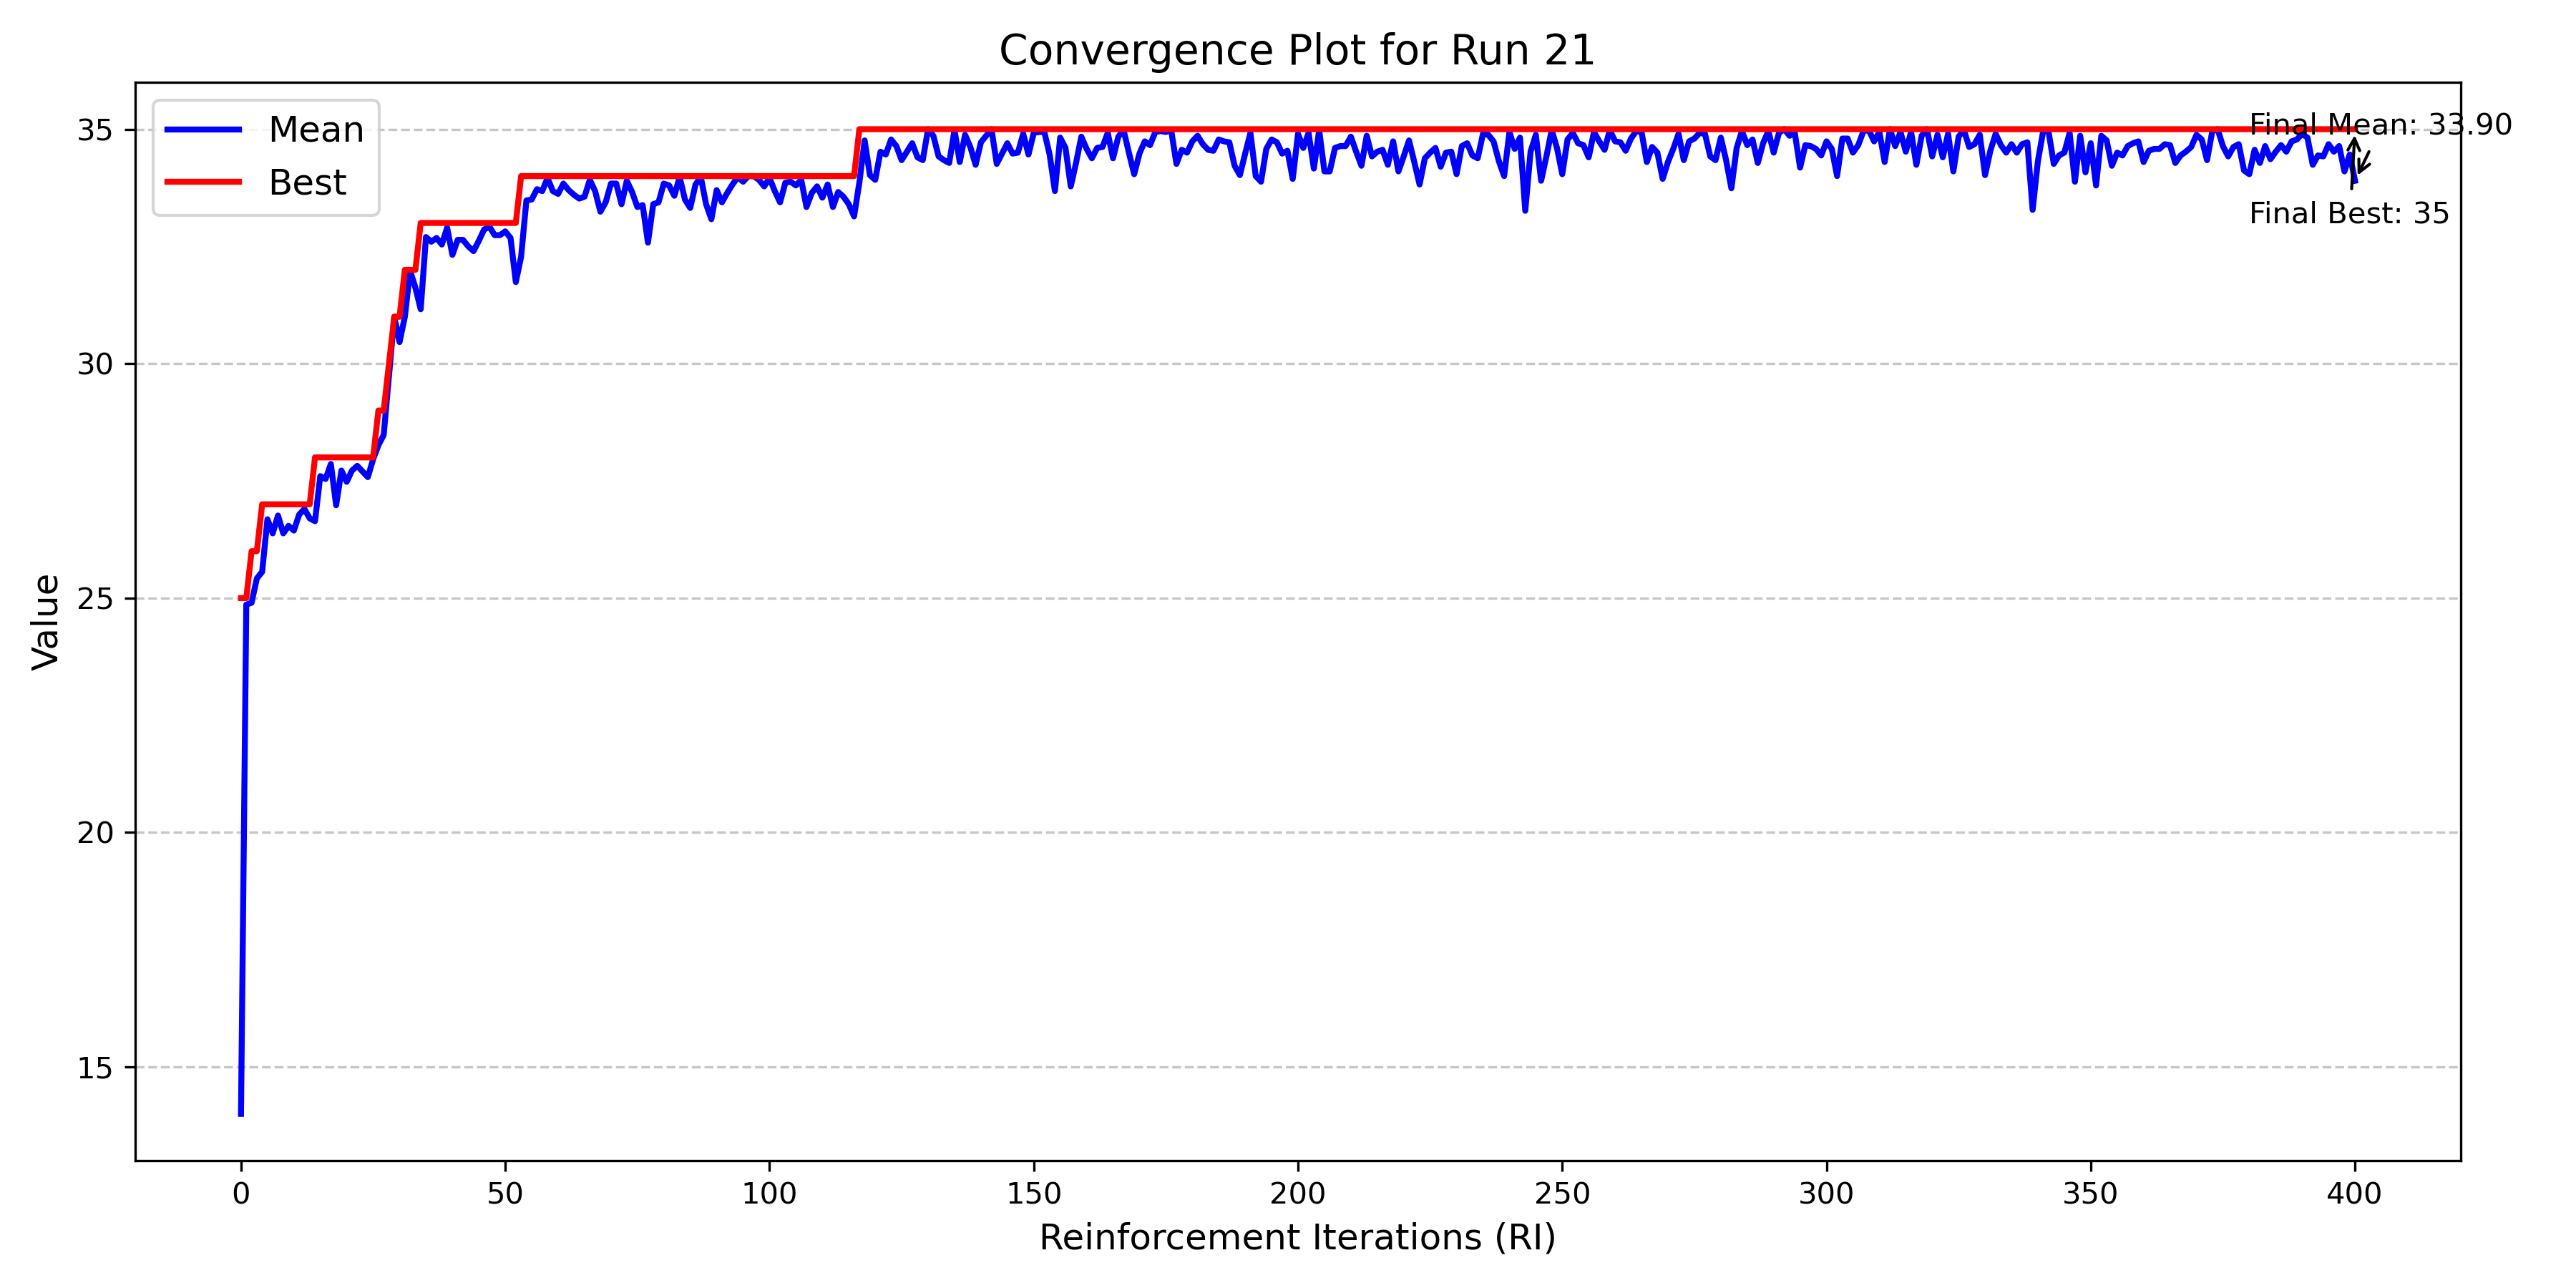 Convergence Plot for Run 21
Mean
Best
Final Mean: 33.90
Final Best: 35
Value
35
30
25
20
15
0 50 100 150 200 250 300 350 400
Reinforcement Iterations (RI)